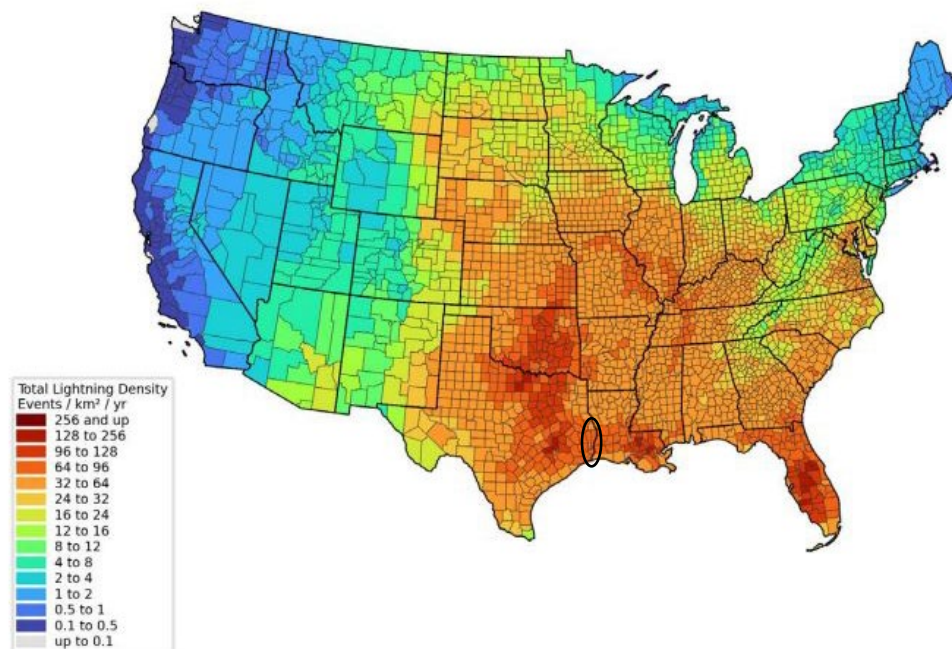 Total Lightning Density
Events / km² / yr
256 and up
128 to 256
96 to 128
64 to 96
32 to 64
24 to 32
16 to 24
12 to 16
8 to 12
4 to 8
2 to 4
1 to 2
0.5 to 1
0.1 to 0.5
up to 0.1